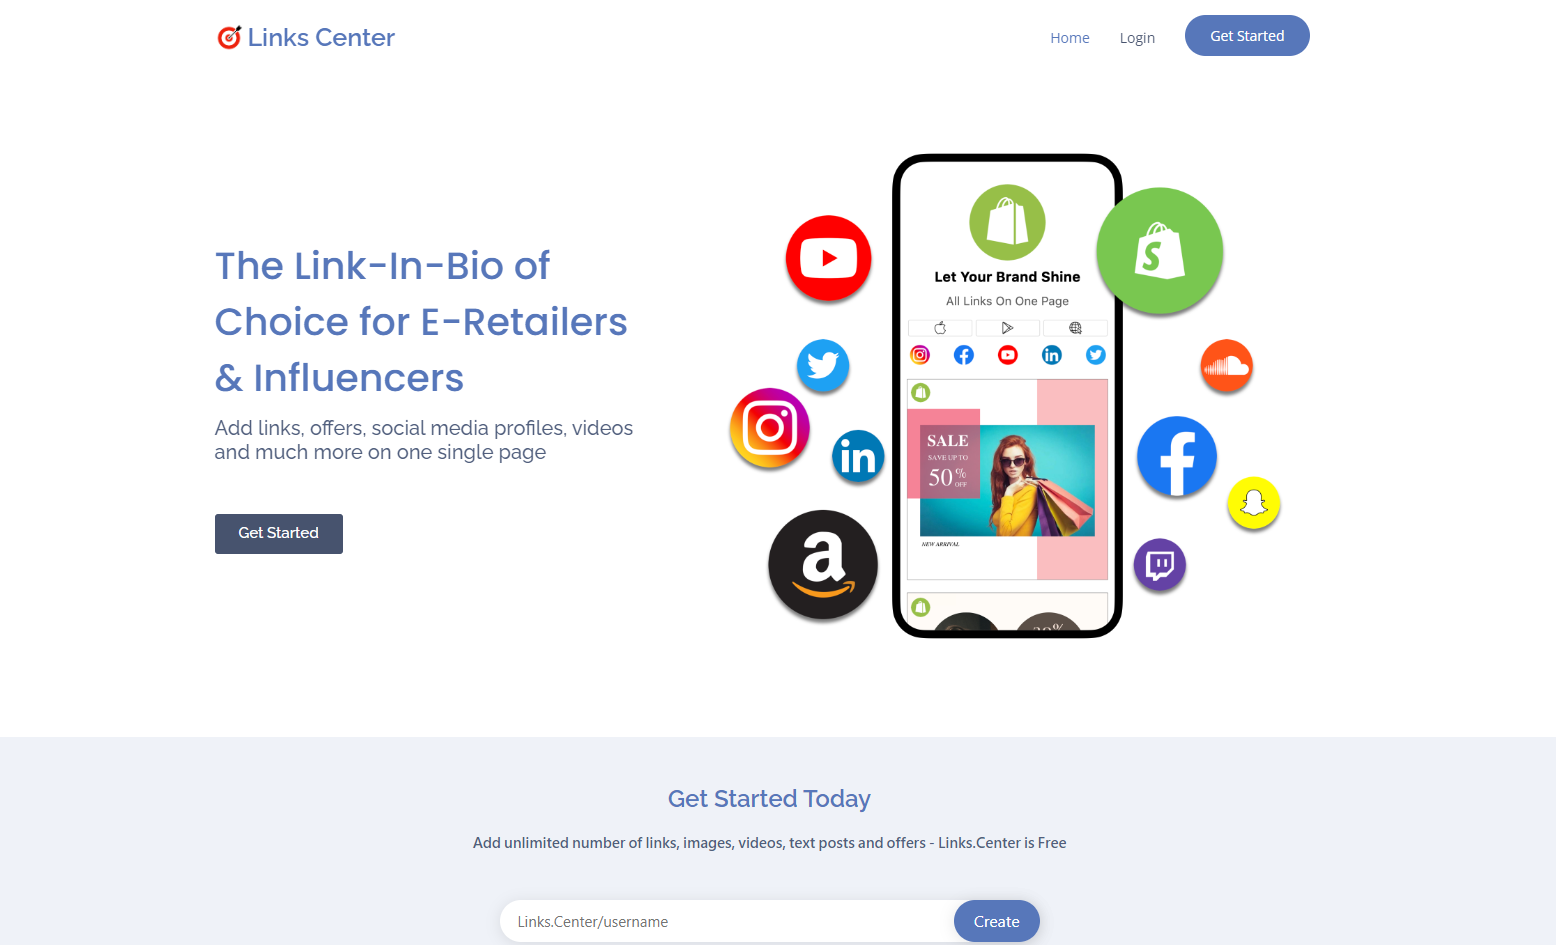 Links Center
Home
Login
Get Started
The Link-In-Bio of
Choice for E-Retailers
& Influencers
Add links, offers, social media profiles, videos
and much more on one single page
Get Started
Let Your Brand Shine
All Links On One Page
SALE
SAVE UP TO
50%
OFF
NEW ARRIVAL
Get Started Today
Add unlimited number of links, images, videos, text posts and offers - Links.Center is Free
Links.Center/username
Create